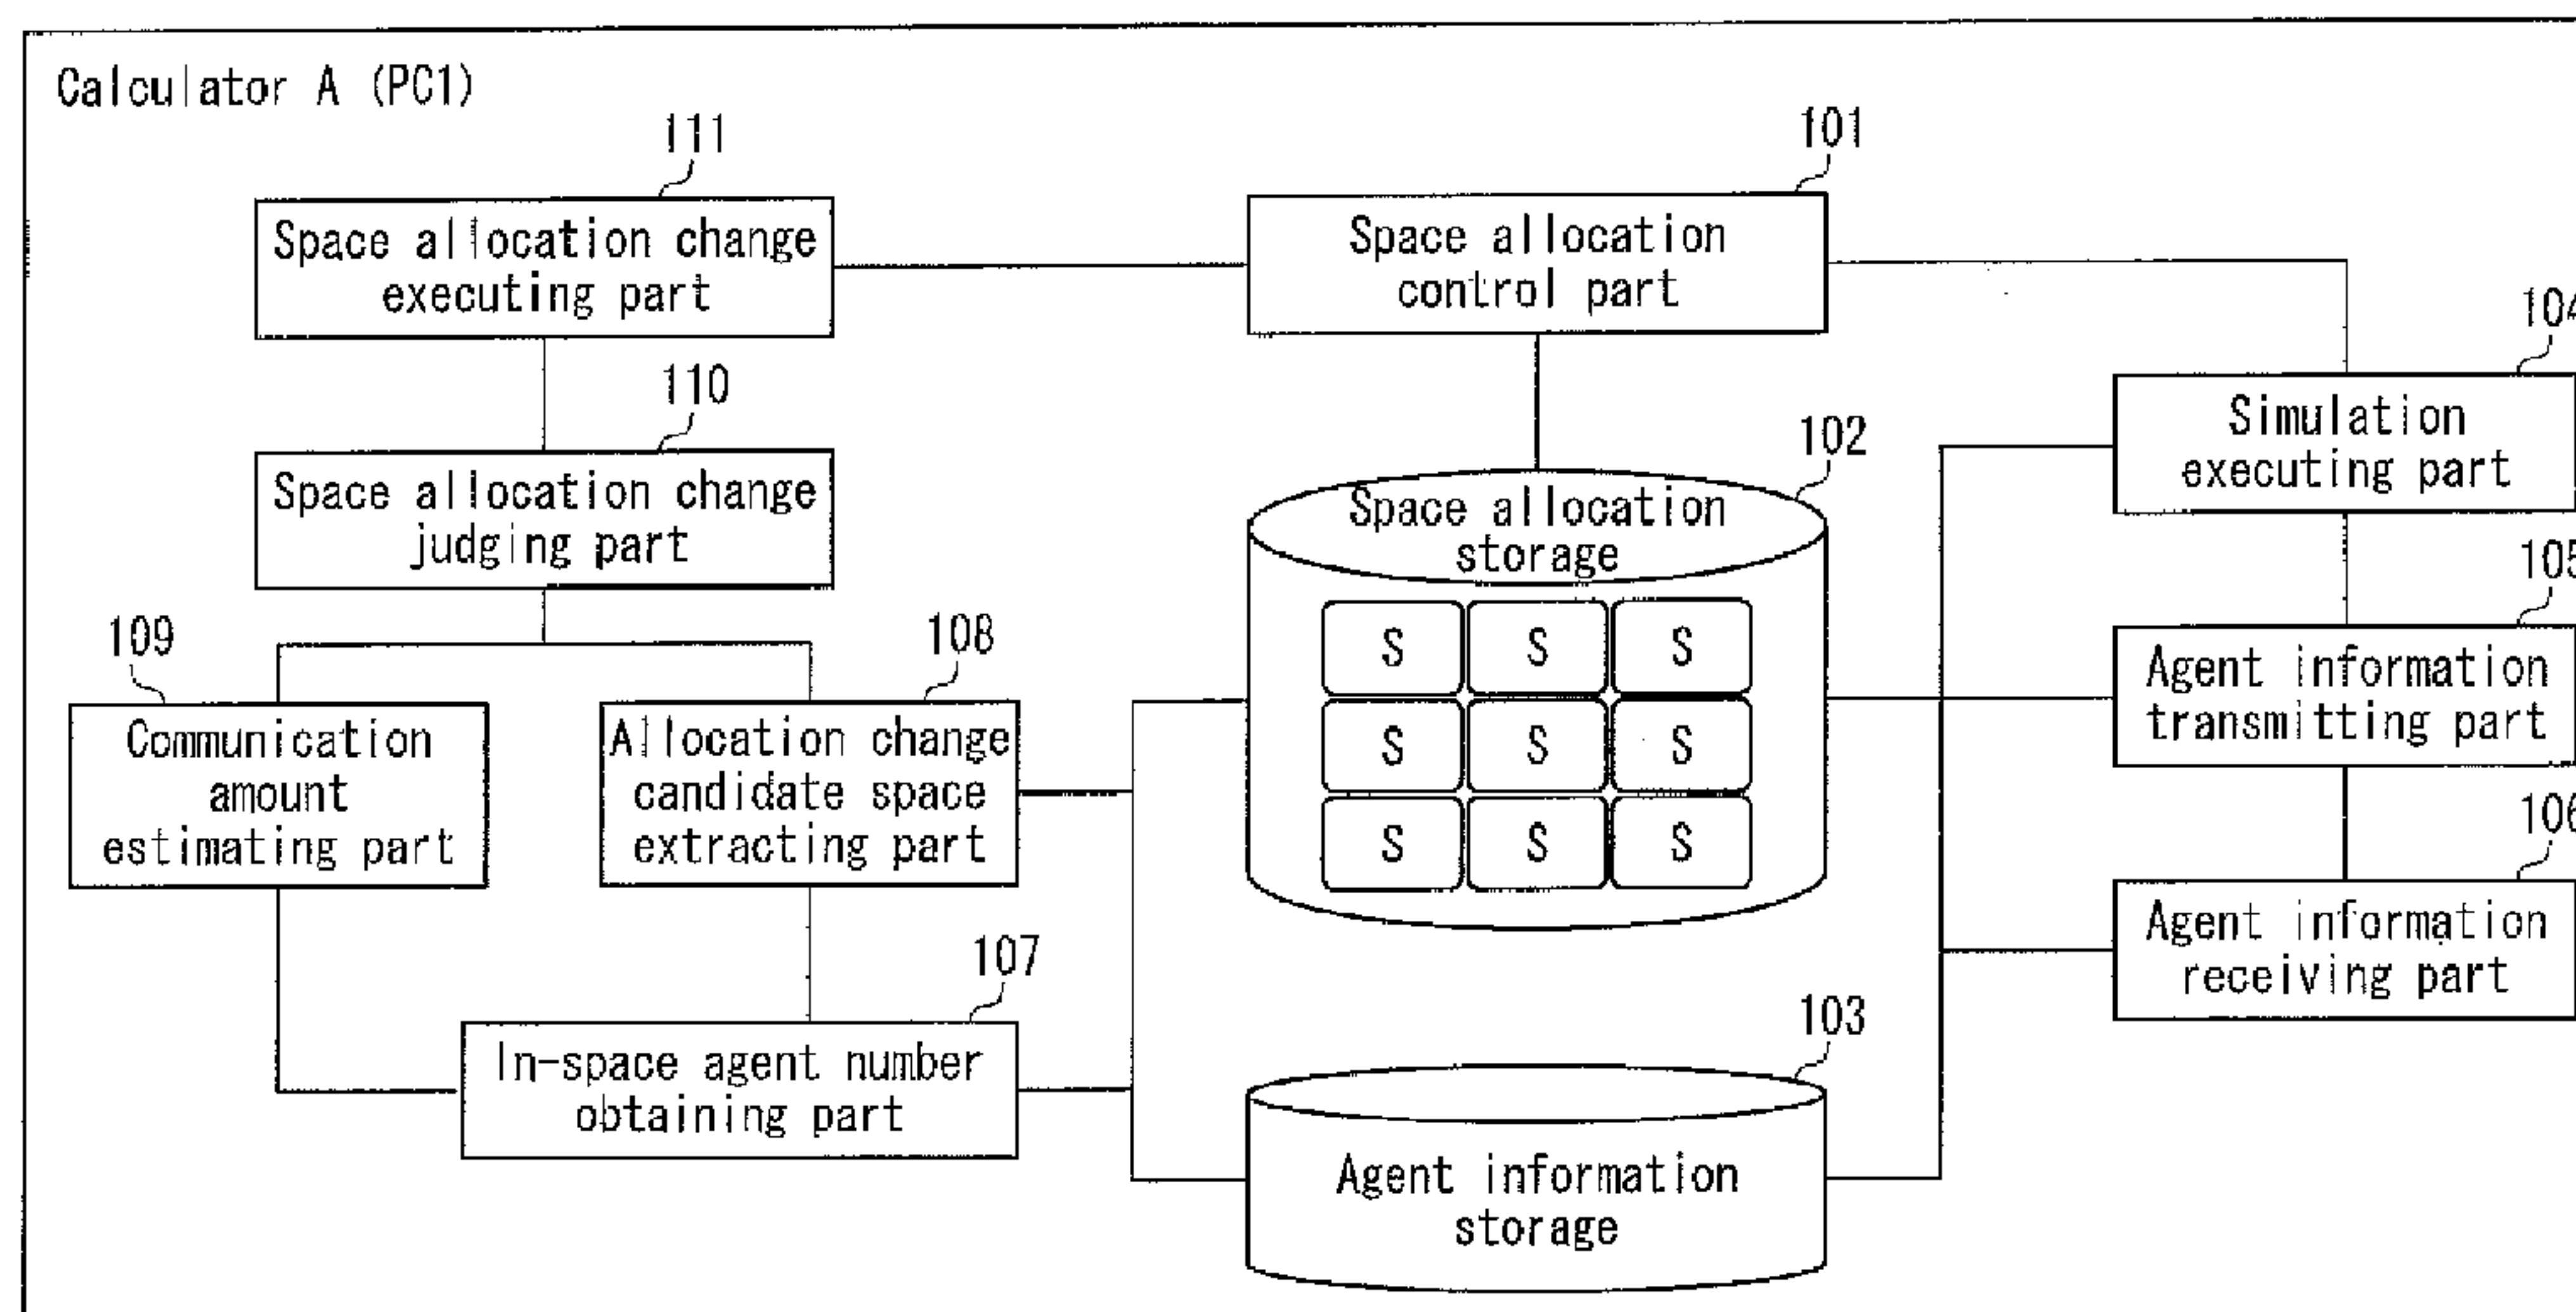 Calculator A (PC1)
111
Space allocation change
executing part
101
Space allocation
control part
104
Simulation
executing part
110
Space allocation change
judging part
102
Space allocation
storage
S S S
S S S
S S S
105
Agent information
transmitting part
109
Communication
amount
estimating part
108
Allocation change
candidate space
extracting part
106
Agent information
receiving part
107
In-space agent number
obtaining part
103
Agent information
storage